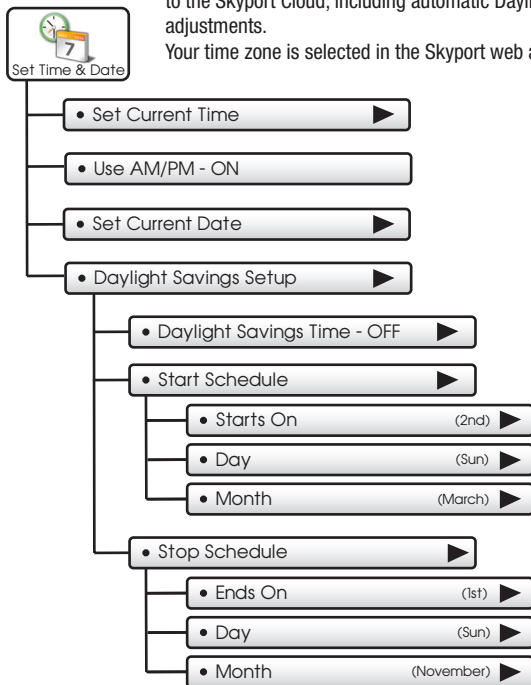 to the Skyport Cloud, including automatic
adjustments.
Your time zone is selected in the Skyport web
7
Set Time & Date
• Set Current Time
• Use AM/PM - ON
• Set Current Date
• Daylight Savings Setup
• Daylight Savings Time - OFF
• Start Schedule
• Starts On (2nd)
• Day (Sun)
• Month (March)
• Stop Schedule
• Ends On (1st)
• Day (Sun)
• Month (November)